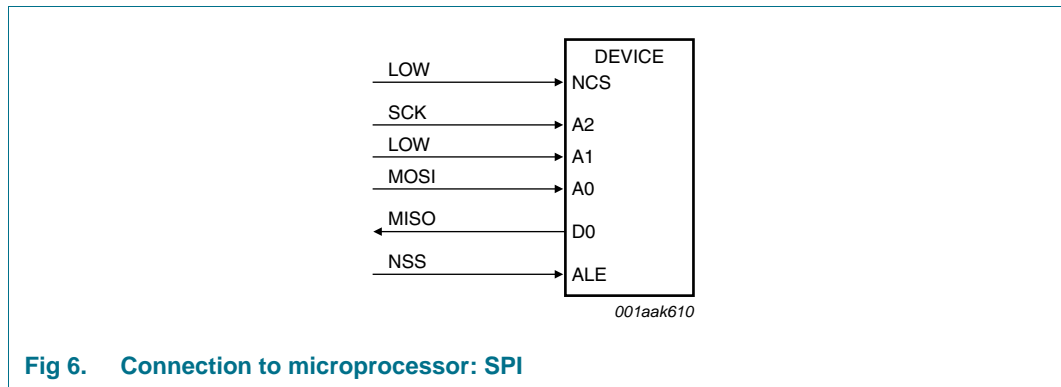 DEVICE
LOW
NCS
SCK
A2
LOW
A1
MOSI
A0
MISO
D0
NSS
ALE
001aak610
Fig 6. Connection to microprocessor: SPI